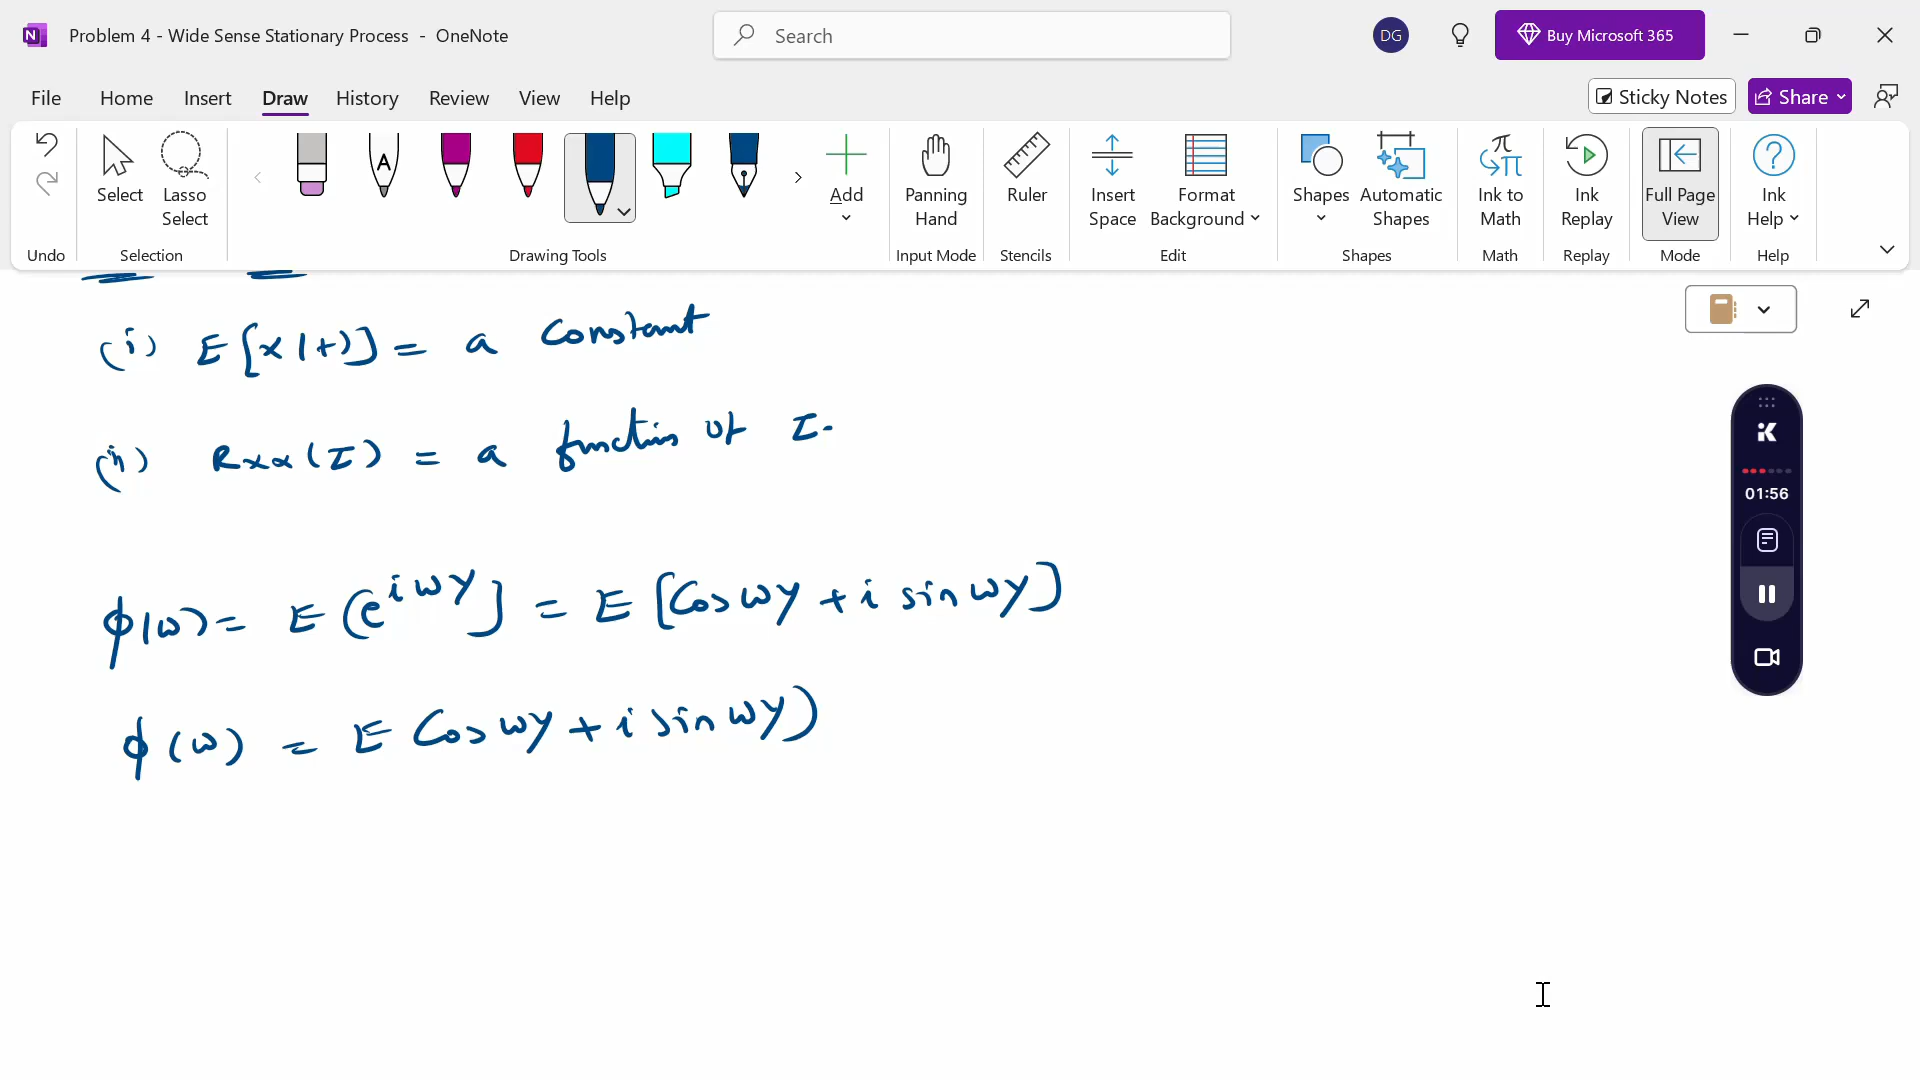 Problem 4 - Wide Sense Stationary Process - OneNote
Search
DG
Buy Microsoft 365
File Home Insert Draw History Review View Help
Sticky Notes Share
Select Lasso Select A Add Panning Hand Ruler Insert Space Format Background Shapes Automatic Shapes Ink to Math Ink Replay Full Page View Ink Help
Undo Selection Drawing Tools Input Mode Stencils Edit Shapes Math Replay Mode Help
(i) E[x(t)] = a constant
(ii) Rxx(τ) = a function of τ.
01:56
φ(ω) = E(e^{iωY}] = E[Cos ωY + i sin ωY]
φ(ω) = E Cos ωY + i sin ωY)